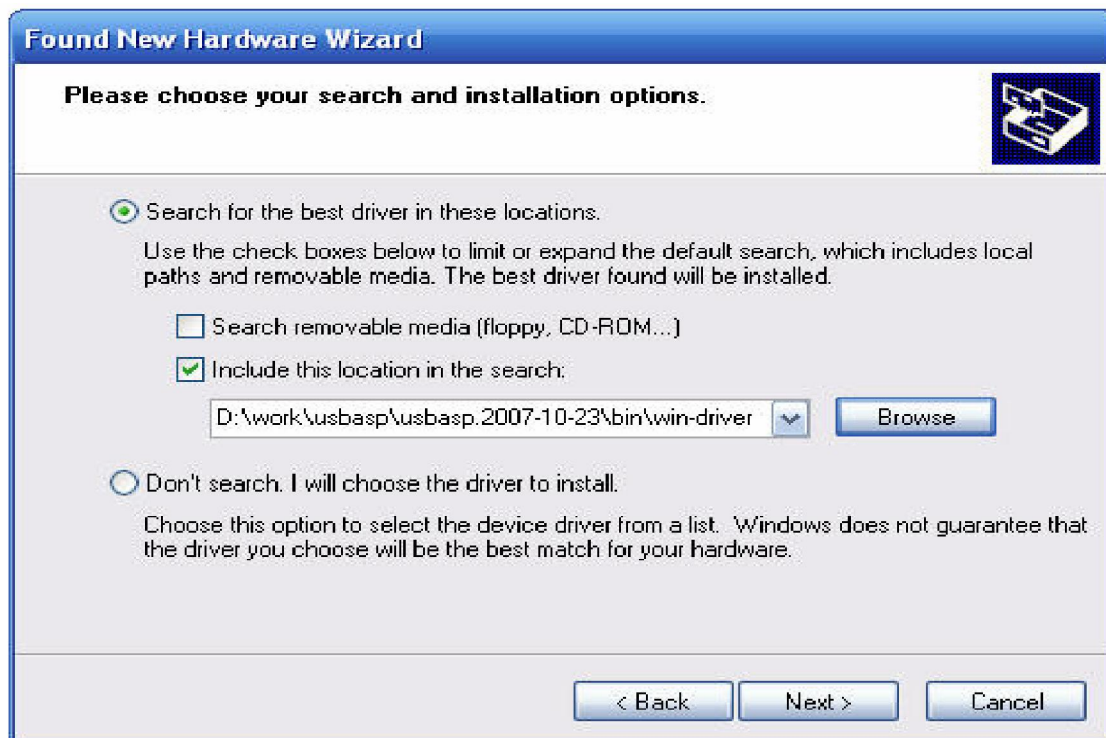 Found New Hardware Wizard
Please choose your search and installation options.
Search for the best driver in these locations.
Use the check boxes below to limit or expand the default search, which includes local
paths and removable media. The best driver found will be installed.
Search removable media (floppy, CD-ROM...)
Include this location in the search:
D:\work\usbasp\usbasp.2007-10-23\bin\win-driver
Browse
Don't search. I will choose the driver to install.
Choose this option to select the device driver from a list. Windows does not guarantee that
the driver you choose will be the best match for your hardware.
< Back Next > Cancel